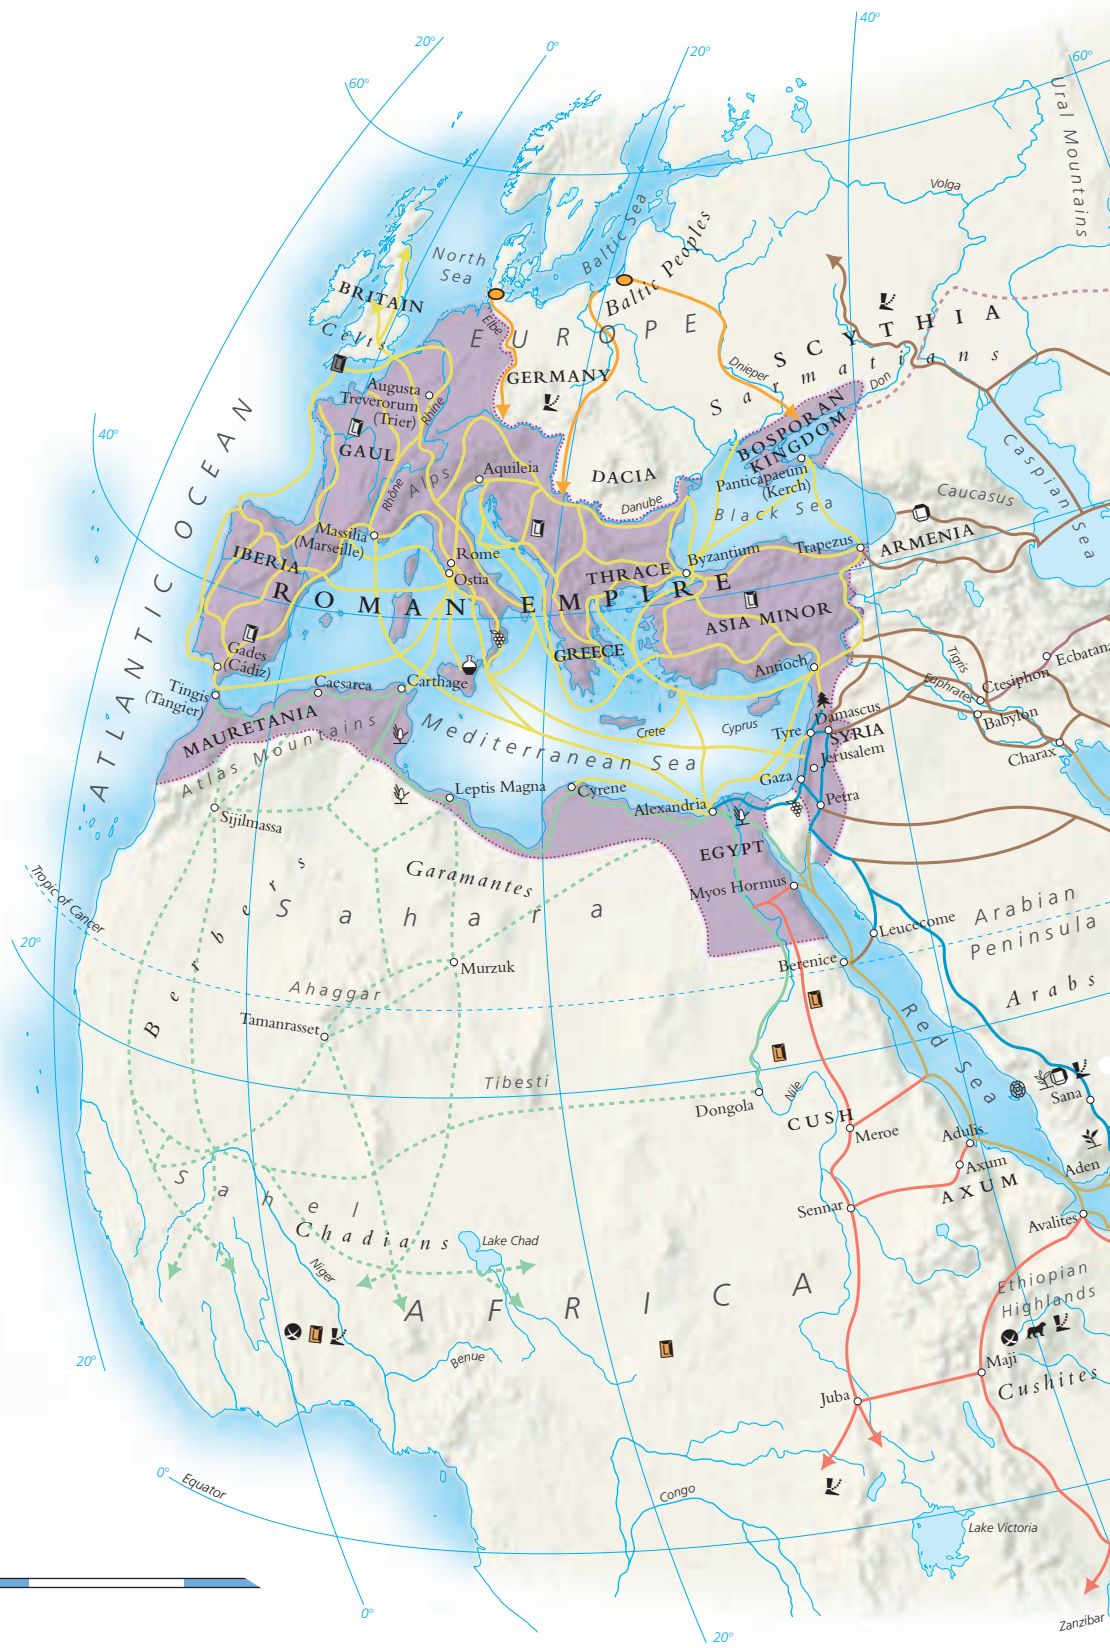 40°
20°
0°
20°
60°
60°
Ural Mountains
Volga
North
Sea
Baltic Sea
Baltic Peoples
BRITAIN
Celts
Elbe
EUROPE
SCYTHIA
Sarmatians
Dnieper
Don
GERMANY
Augusta
Treverorum
(Trier)
Rhine
BOSPORAN
KINGDOM
40°
ATLANTIC OCEAN
GAUL
Alps
Aquileia
DACIA
Panticapaeum
(Kerch)
Caspian Sea
Rhône
Danube
Black Sea
Caucasus
Massilia
(Marseille)
Rome
Ostia
Byzantium
Trapezus
ARMENIA
IBERIA
THRACE
ROMAN EMPIRE
ASIA MINOR
GREECE
Gades
(Cádiz)
Antioch
Tigris
Ecbatana
Tingis
(Tangier)
Caesarea
Carthage
Euphrates
Ctesiphon
MAURETANIA
Mediterranean Sea
Crete
Cyprus
Damascus
Tyre
SYRIA
Babylon
Charax
Atlas Mountains
Jerusalem
Gaza
Leptis Magna
Cyrene
Alexandria
Petra
Sijilmassa
EGYPT
Garamantes
Tropic of Cancer
Berbers
Sahara
Myos Hormus
Arabian
Peninsula
Leucecome
20°
Murzuk
Berenice
Ahaggar
Arabs
Tamanrasset
Red Sea
Tibesti
Nile
Dongola
Sana
CUSH
Meroe
Adulis
Axum
Aden
AXUM
Sahel
Sennar
Avalites
Chadians
Lake Chad
Niger
Ethiopian
Highlands
AFRICA
20°
Benue
Maji
Juba
Cushites
0°
Equator
Congo
Lake Victoria
0°
20°
Zanzibar